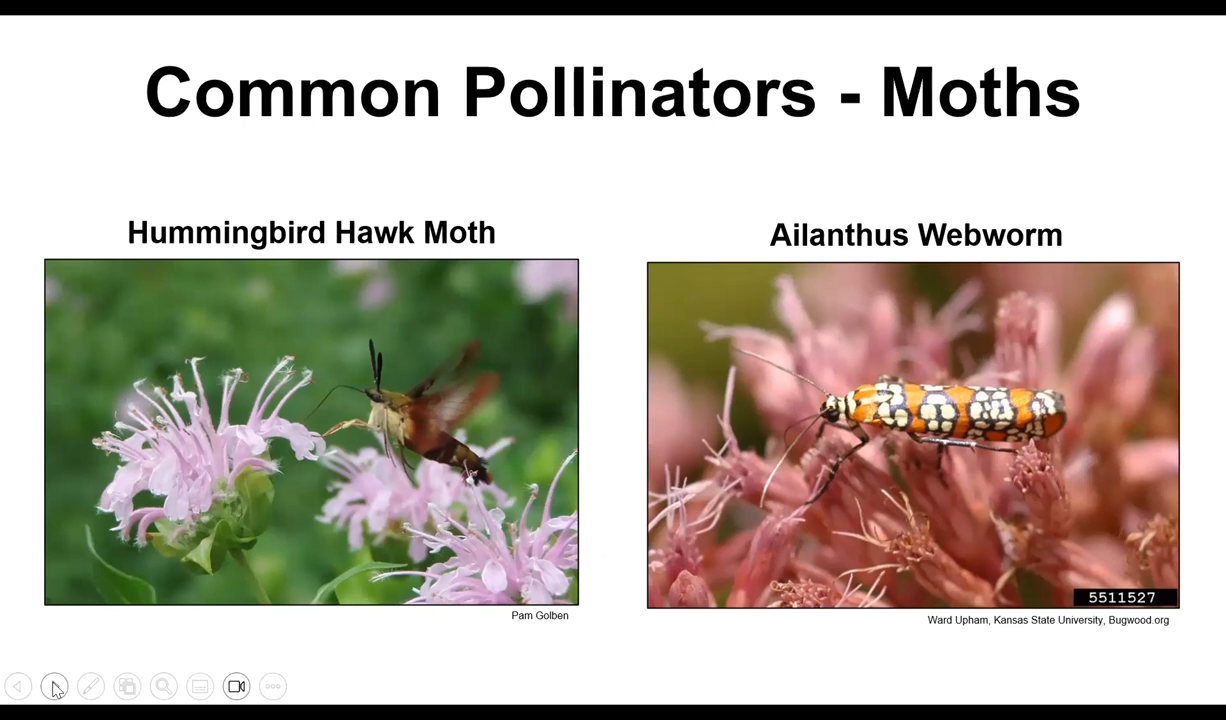 Common Pollinators - Moths
Hummingbird Hawk Moth
Ailanthus Webworm
5511527
Pam Golben
Ward Upham, Kansas State University, Bugwood.org